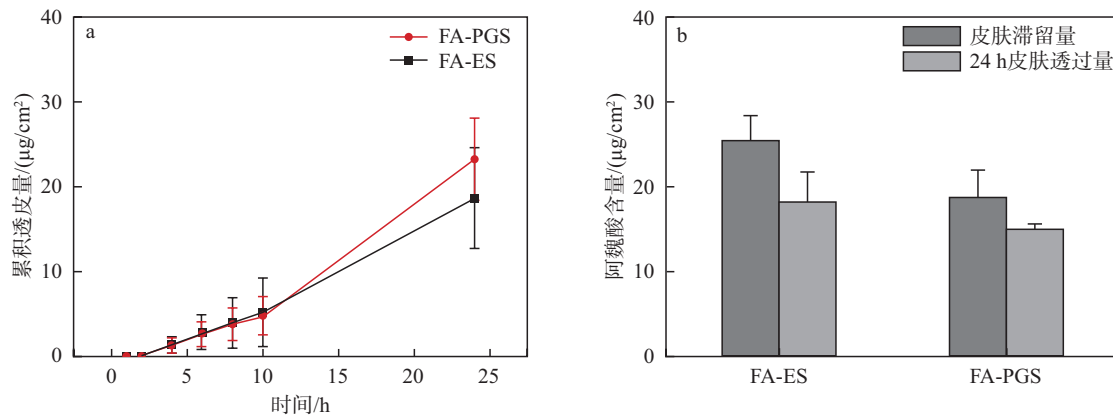 a
FA-PGS
FA-ES
累积透皮量/(μg/cm²)
40
30
20
10
0
0 5 10 15 20 25
时间/h
b
皮肤滞留量
24 h皮肤透过量
阿魏酸含量/(μg/cm²)
40
30
20
10
0
FA-ES FA-PGS